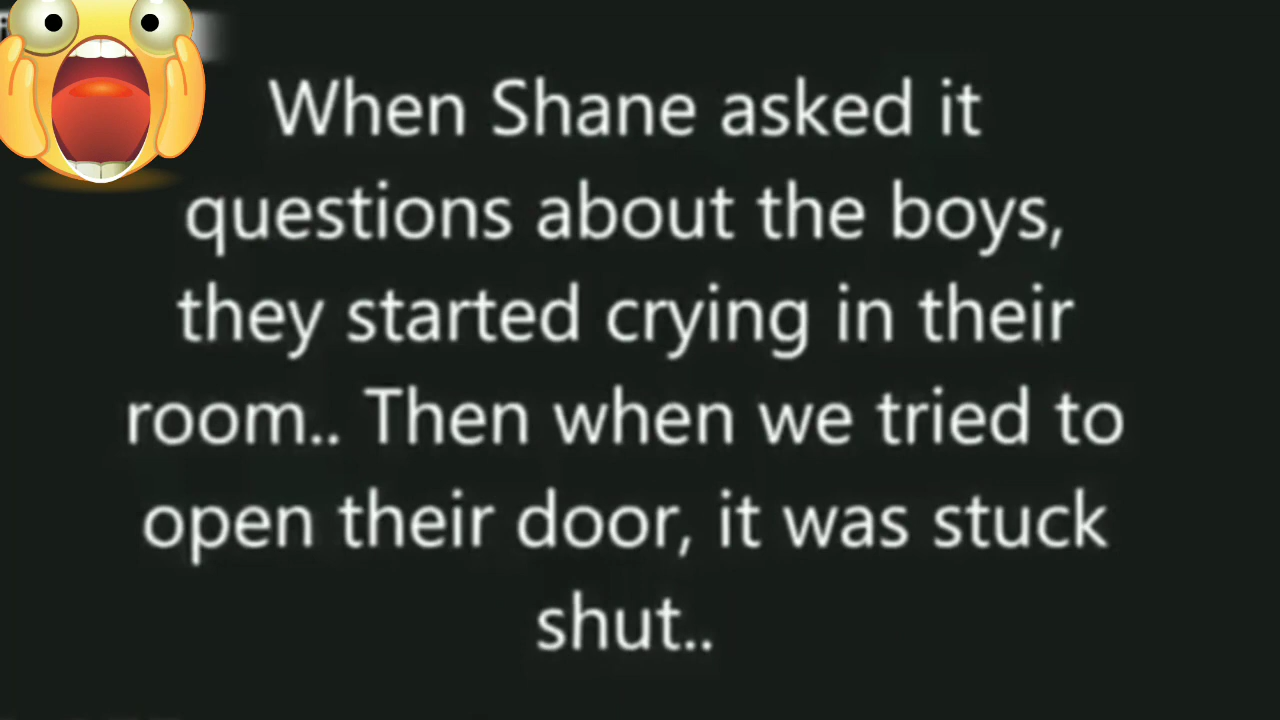 When Shane asked it
questions about the boys,
they started crying in their
room.. Then when we tried to
open their door, it was stuck
shut..